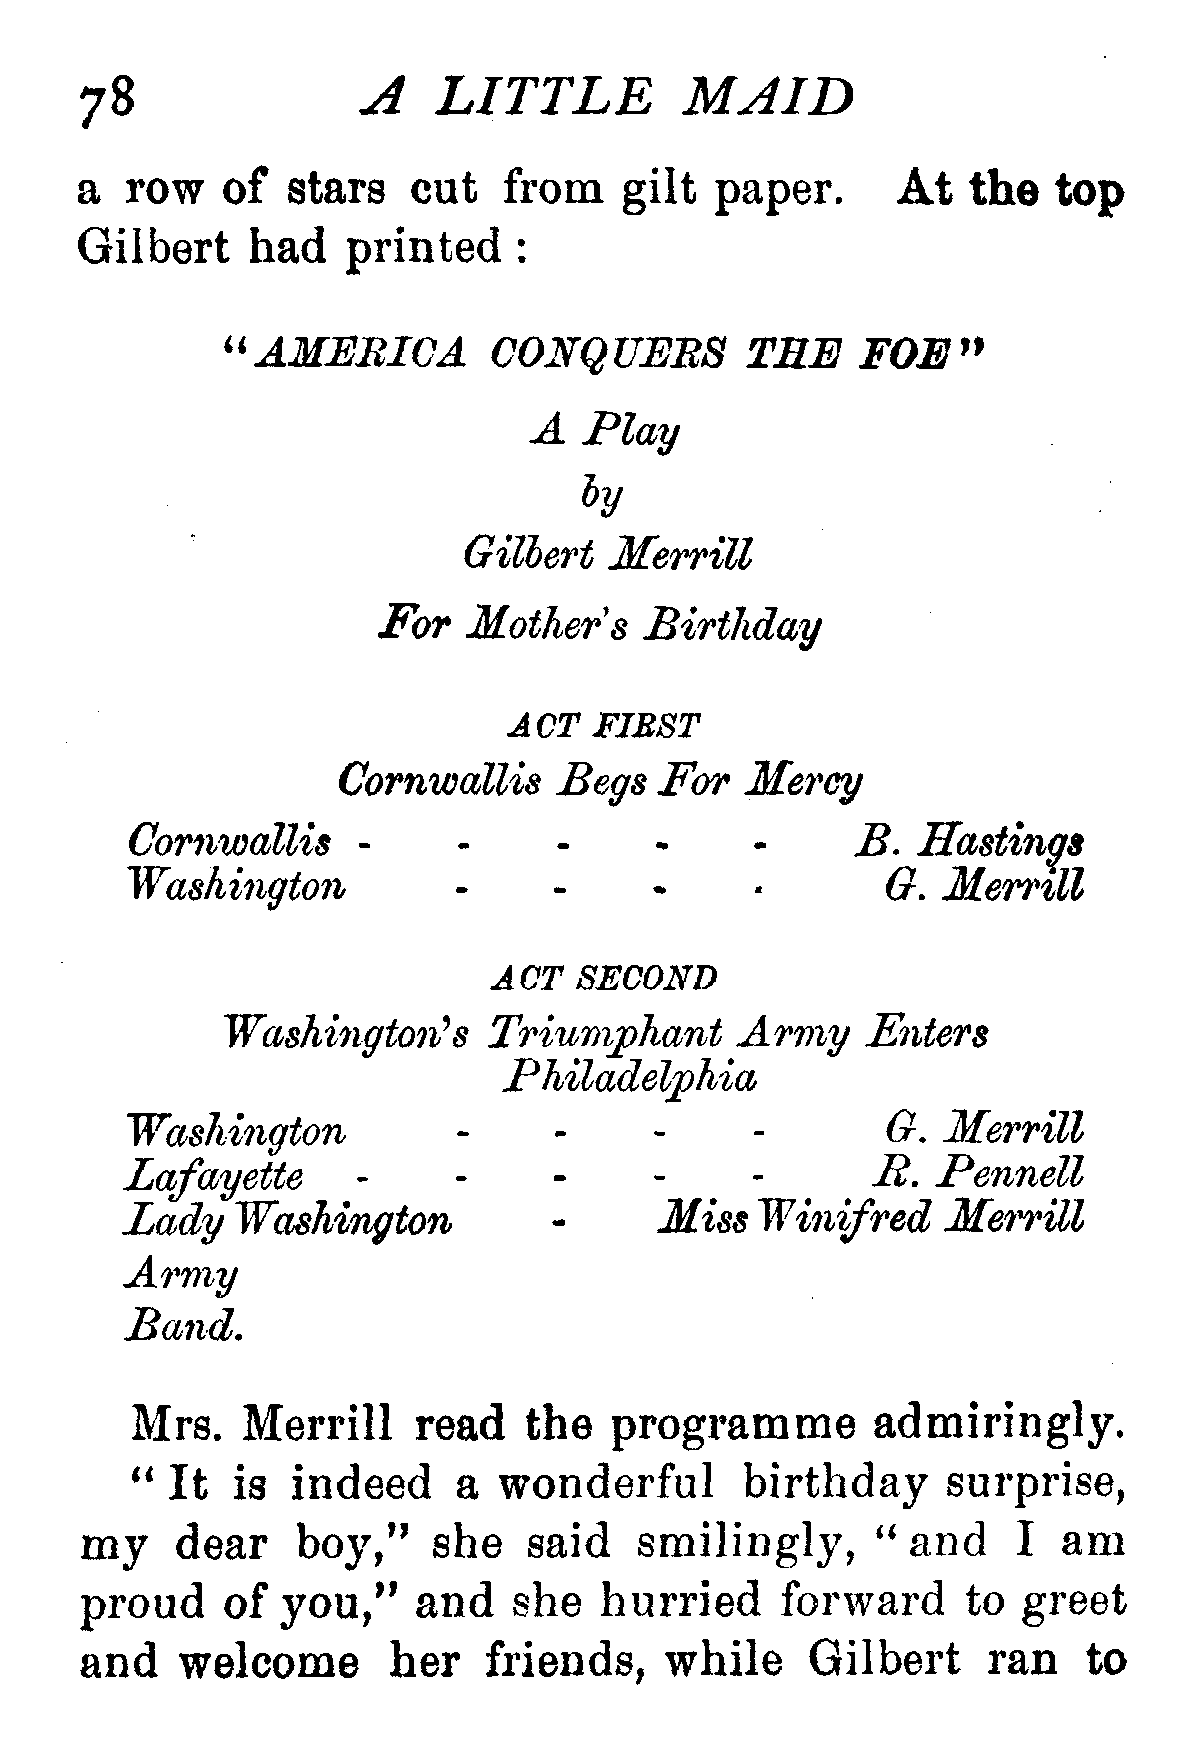 78 A LITTLE MAID
a row of stars cut from gilt paper. At the top
Gilbert had printed :
"AMERICA CONQUERS THE FOE"
A Play
by
Gilbert Merrill
For Mother's Birthday
ACT FIRST
Cornwallis Begs For Mercy
Cornwallis - - - - - B. Hastings
Washington - - - - G. Merrill
ACT SECOND
Washington's Triumphant Army Enters
Philadelphia
Washington - - - - G. Merrill
Lafayette - - - - - R. Pennell
Lady Washington - Miss Winifred Merrill
Army
Band.
Mrs. Merrill read the programme admiringly.
"It is indeed a wonderful birthday surprise,
my dear boy," she said smilingly, "and I am
proud of you," and she hurried forward to greet
and welcome her friends, while Gilbert ran to